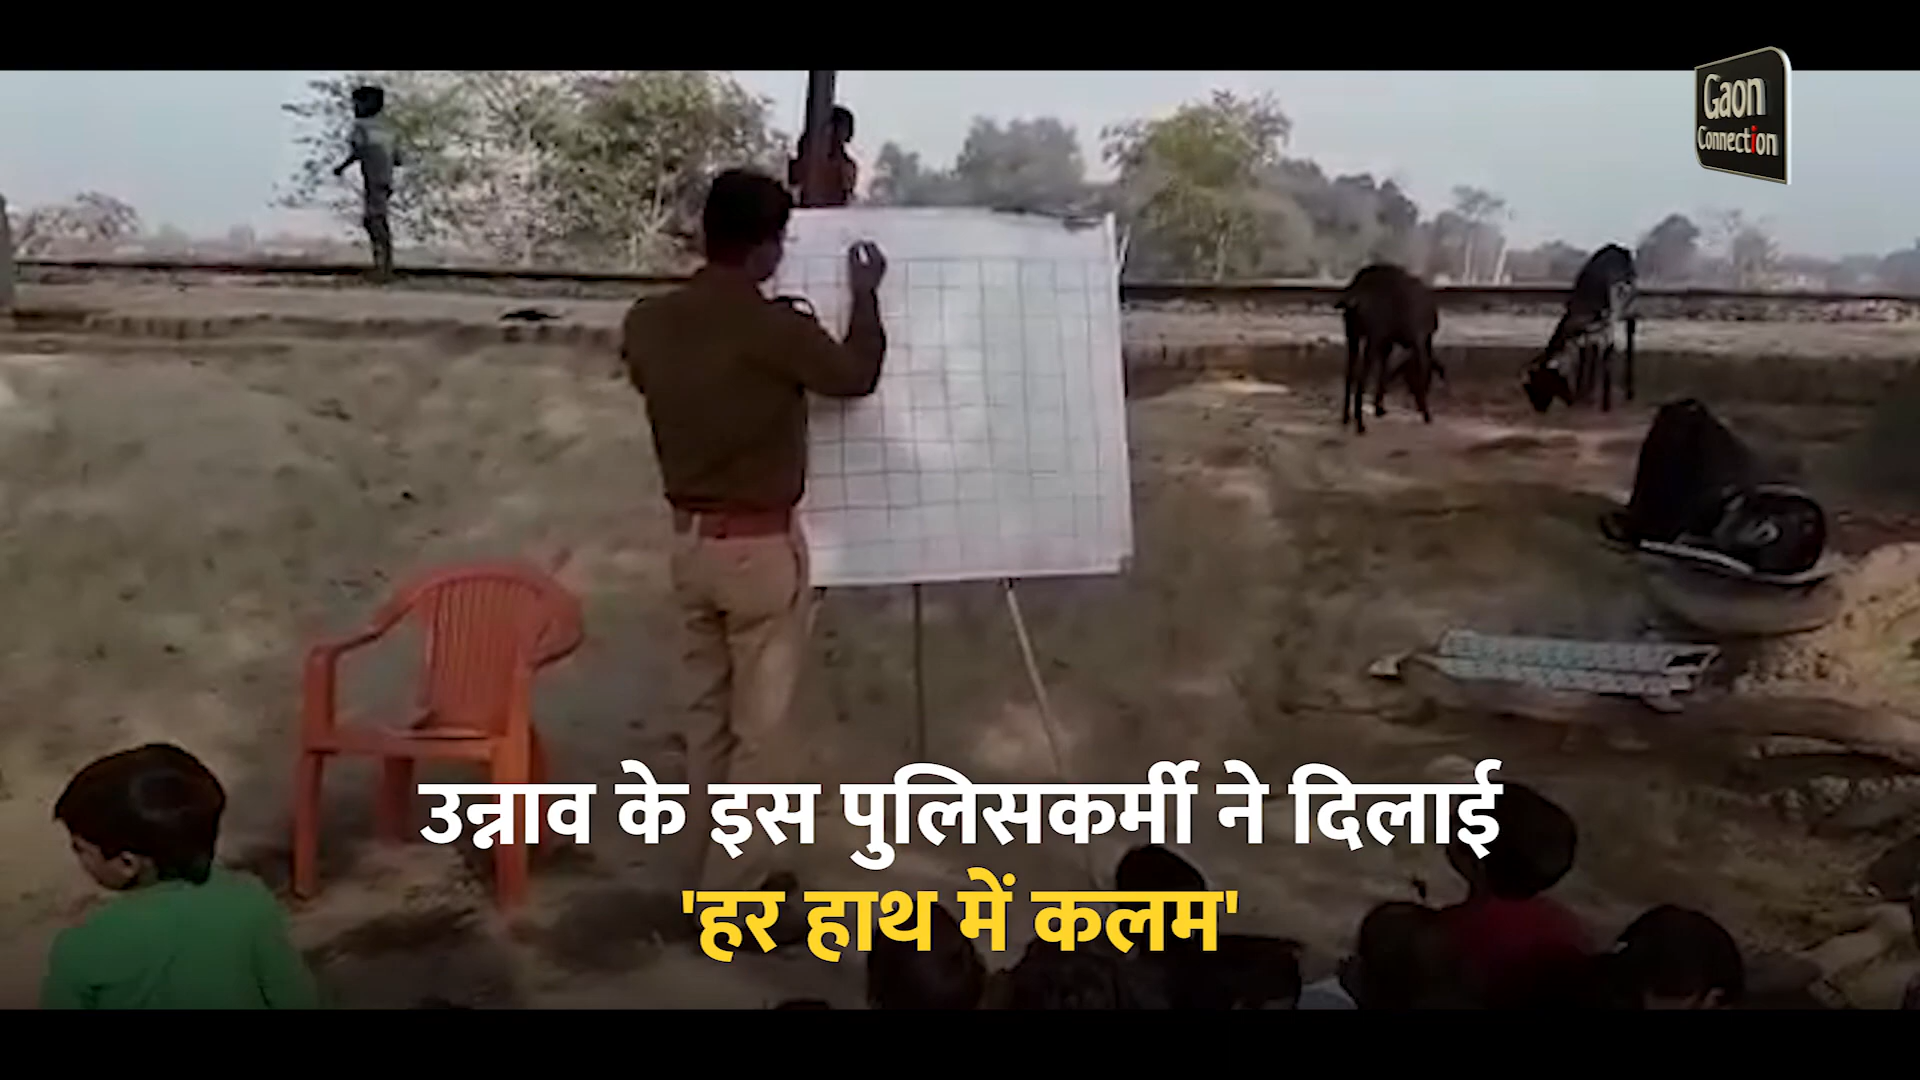 Gaon
Connection
उन्नाव के इस पुलिसकर्मी ने दिलाई
'हर हाथ में कलम'